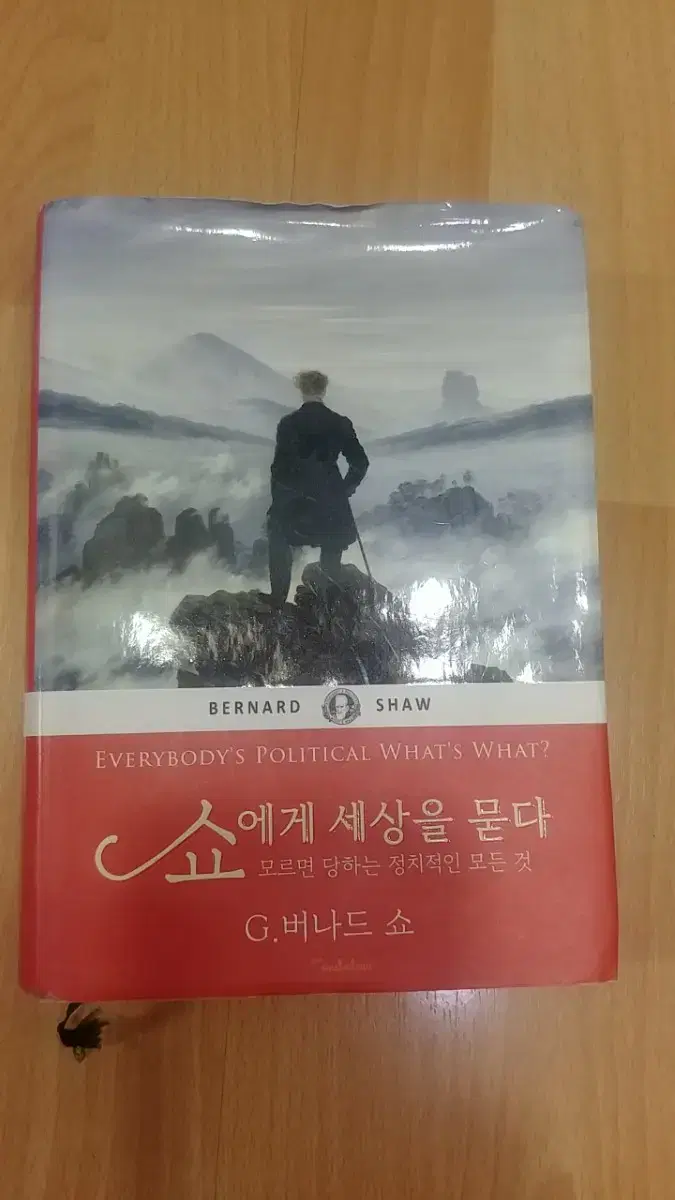 BERNARD SHAW
EVERYBODY'S POLITICAL WHAT'S WHAT?
쇼에게 세상을 묻다
모르면 당하는 정치적인 모든 것
G.버나드 쇼